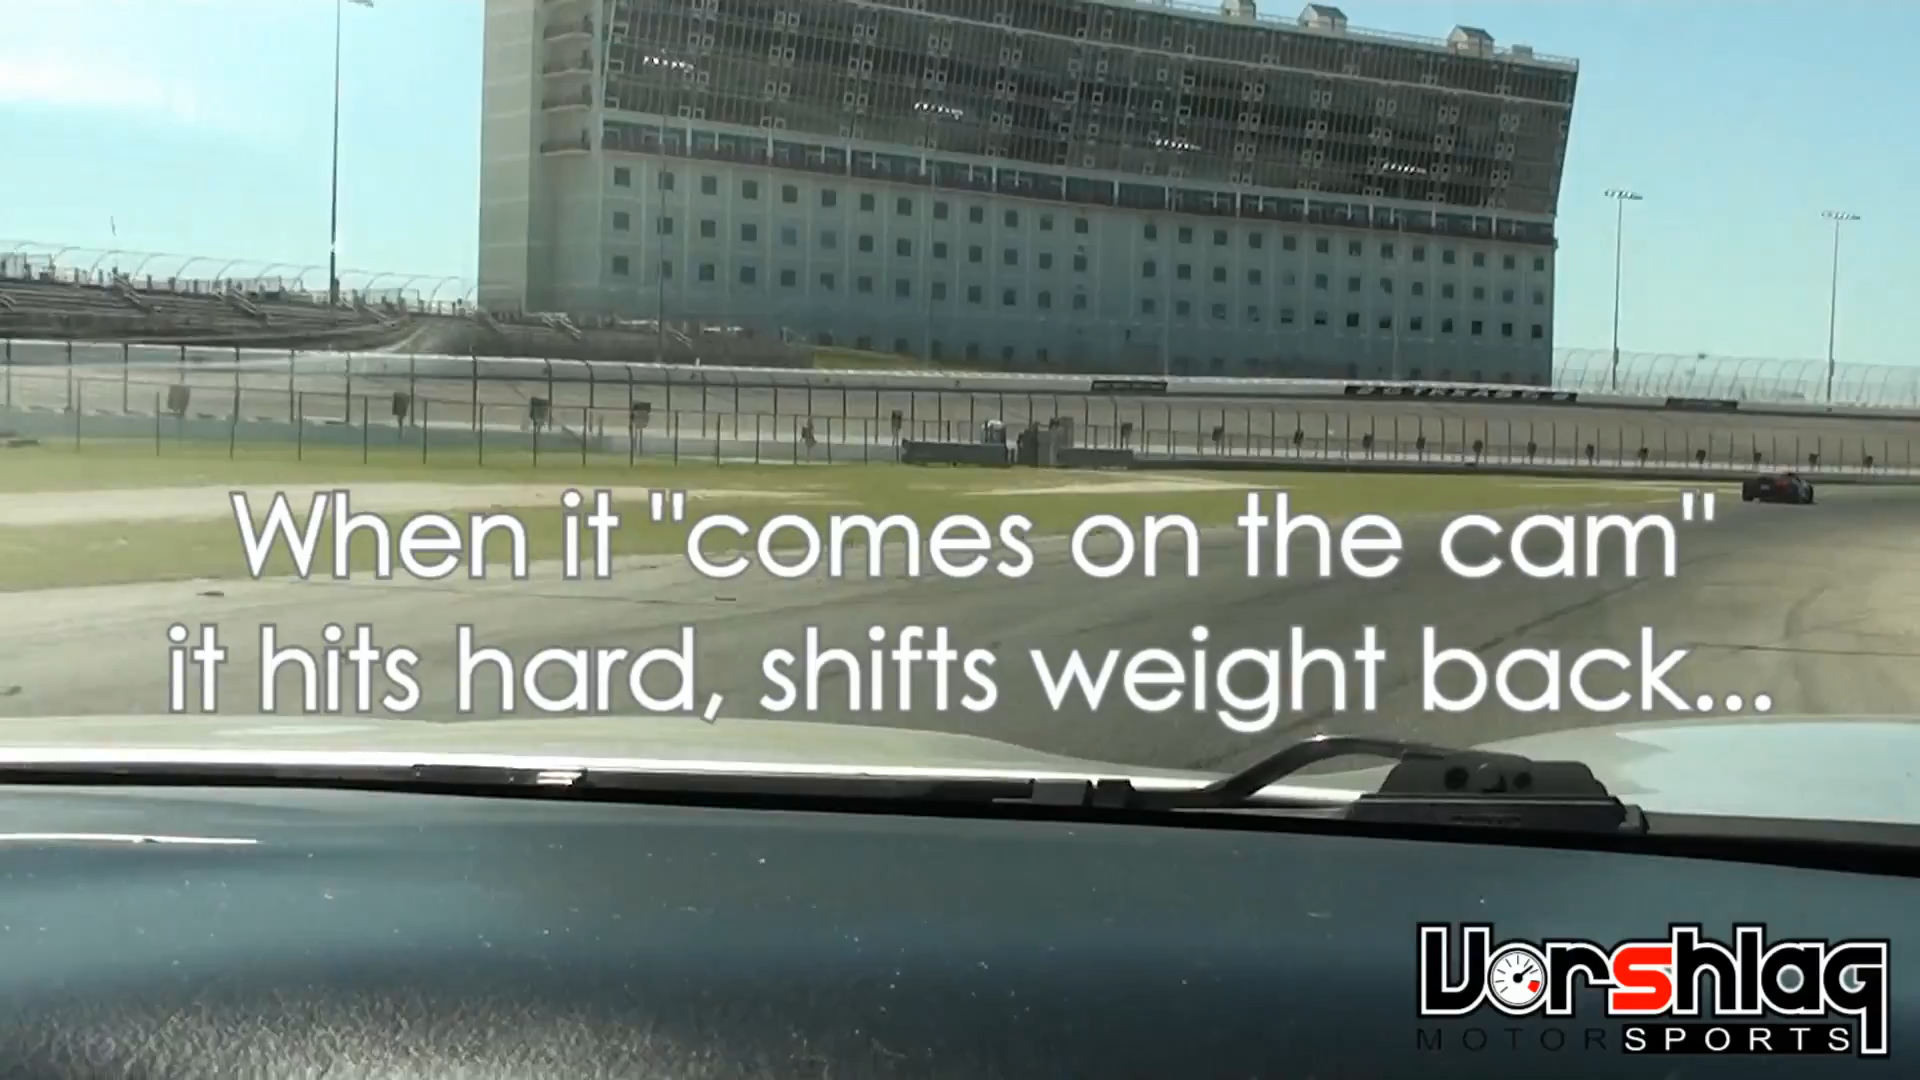 When it "comes on the cam"
it hits hard, shifts weight back...
Vorshlag
MOTORSPORTS